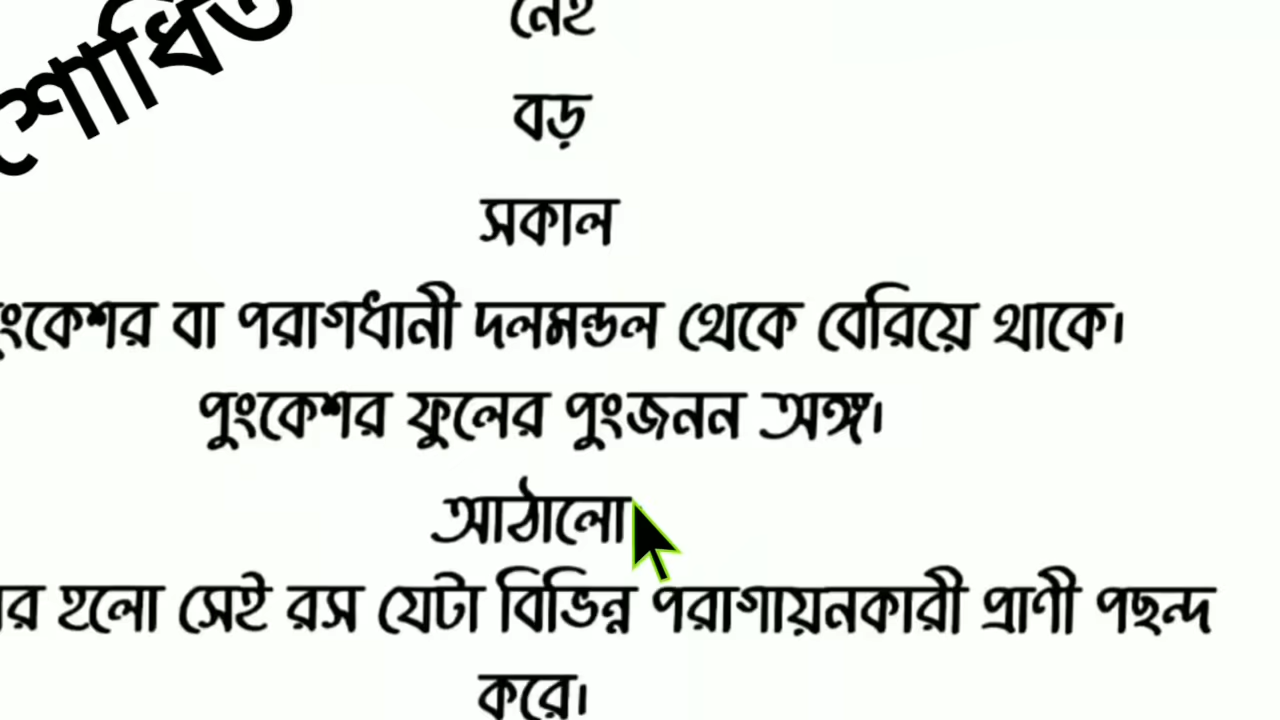 নেই
শোধিত
বড়
সকাল
পুংকেশর বা পরাগধানী দলমন্ডল থেকে বেরিয়ে থাকে।
পুংকেশর ফুলের পুংজনন অঙ্গ।
আঠালো
হলো সেই রস যেটা বিভিন্ন পরাগায়নকারী প্রাণী পছন্দ
করে।